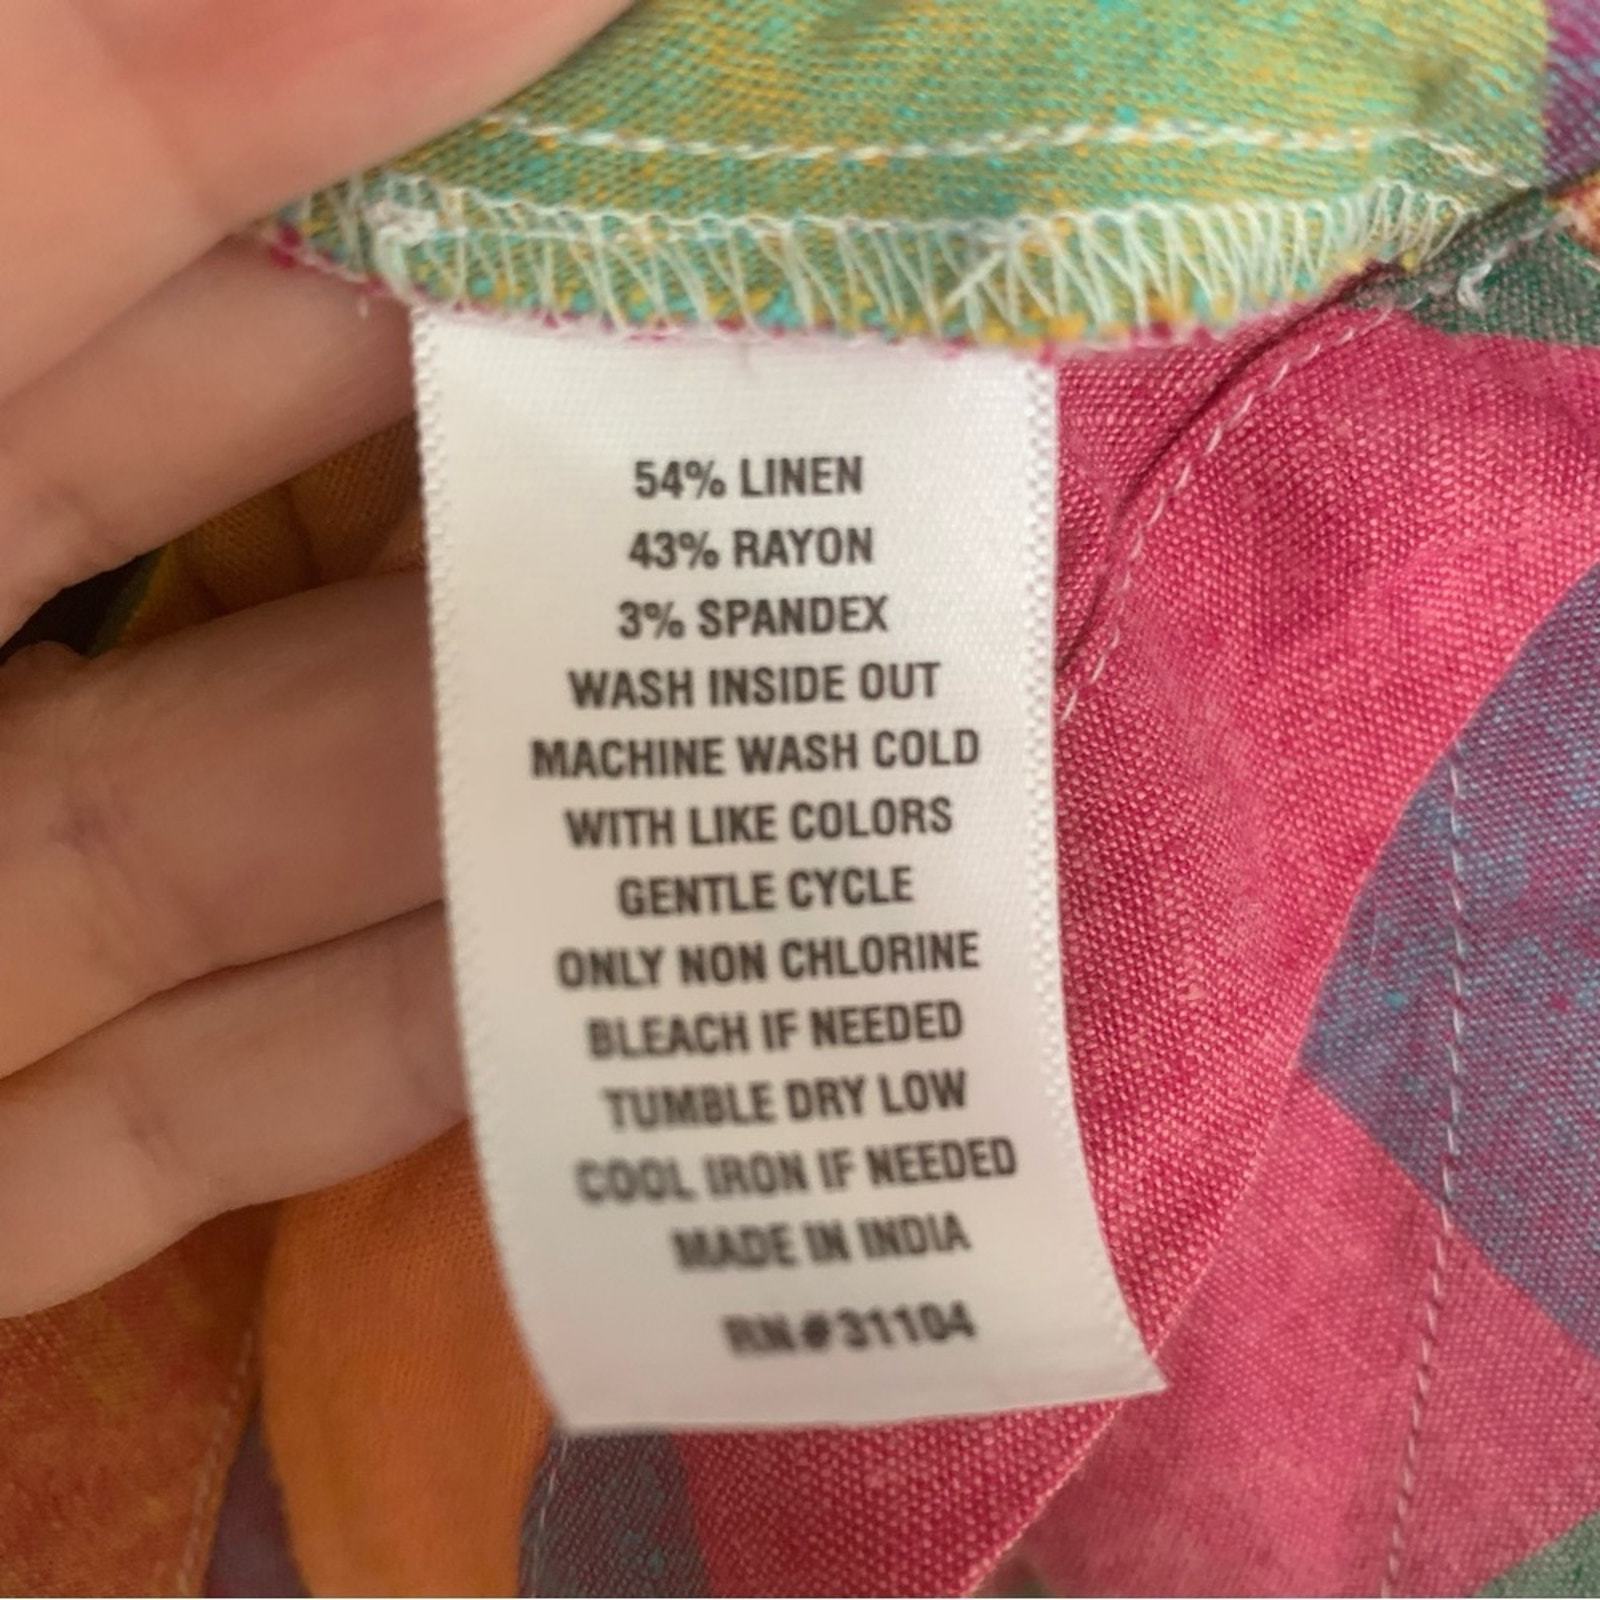 54% LINEN
43% RAYON
3% SPANDEX
WASH INSIDE OUT
MACHINE WASH COLD
WITH LIKE COLORS
GENTLE CYCLE
ONLY NON CHLORINE
BLEACH IF NEEDED
TUMBLE DRY LOW
COOL IRON IF NEEDED
MADE IN INDIA
RN#31104